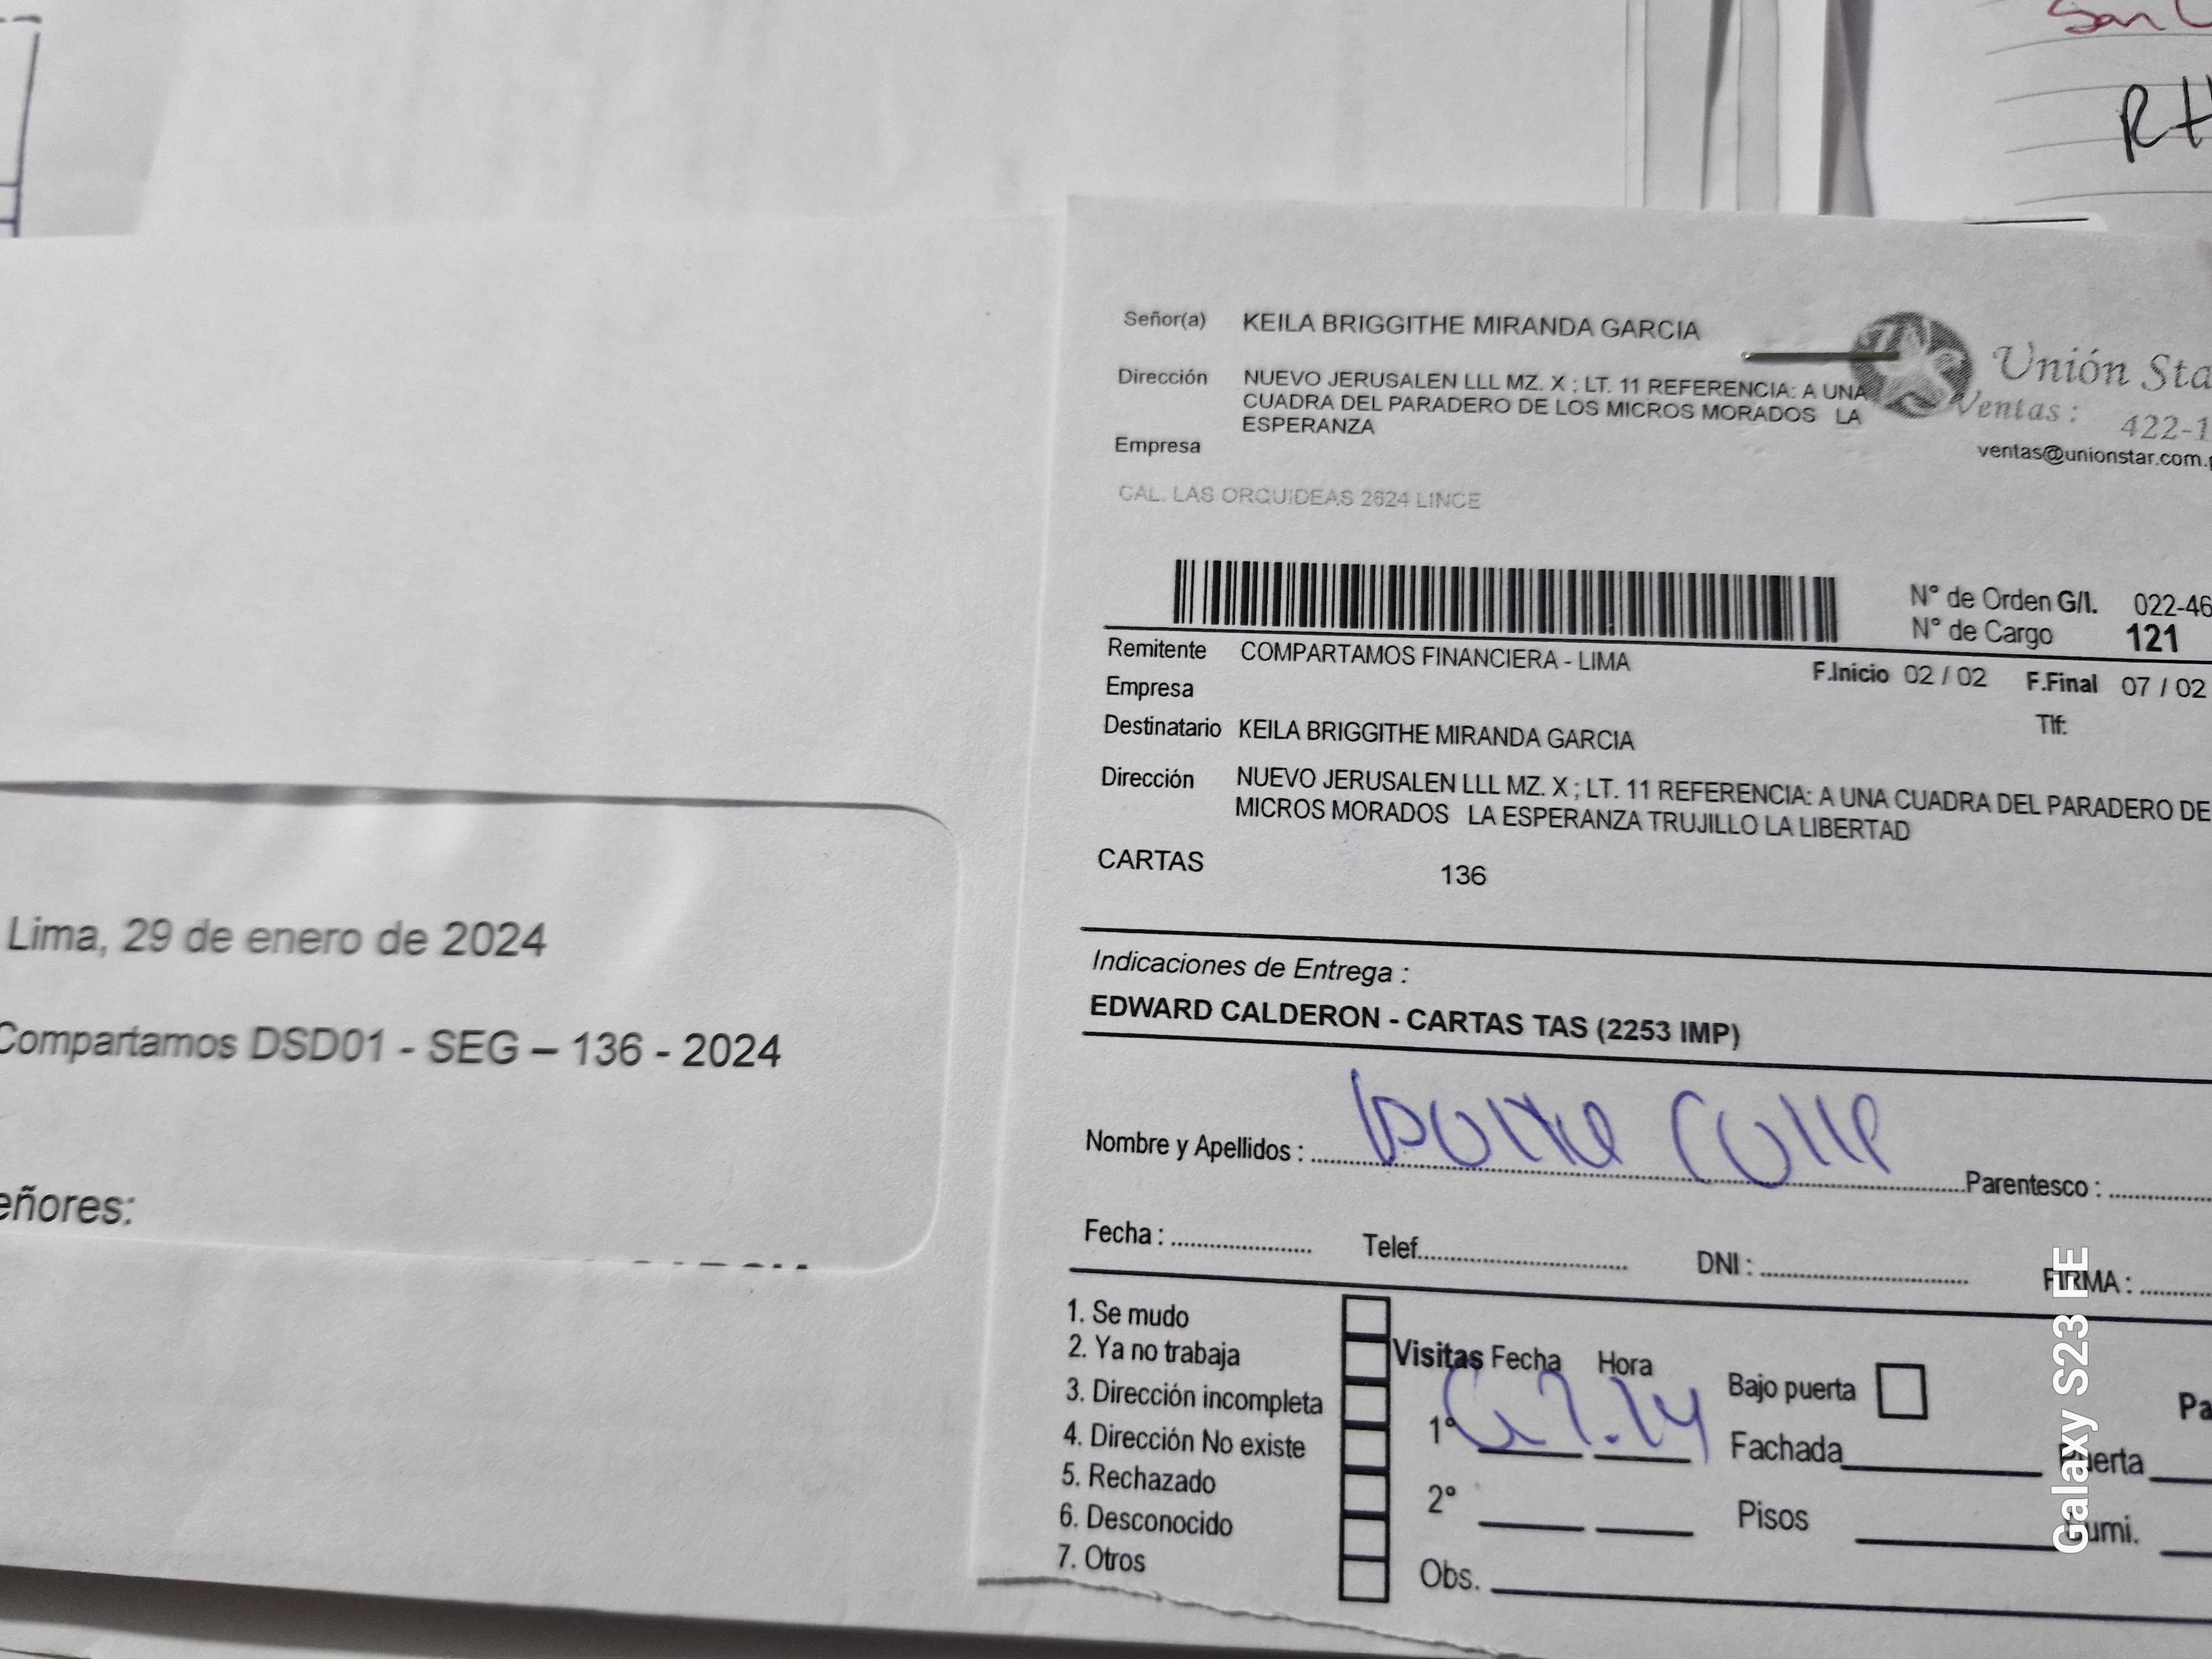 San
RH
Señor(a) KEILA BRIGGITHE MIRANDA GARCIA
Unión Sta
Ventas : 422-1
ventas@unionstar.com.p
Dirección NUEVO JERUSALEN LLL MZ. X ; LT. 11 REFERENCIA: A UNA
CUADRA DEL PARADERO DE LOS MICROS MORADOS LA
ESPERANZA
Empresa
CAL. LAS ORQUIDEAS 2624 LINCE
N° de Orden G/I. 022-46
N° de Cargo 121
Remitente COMPARTAMOS FINANCIERA - LIMA
F.Inicio 02 / 02 F.Final 07 / 02
Empresa
Tlf:
Destinatario KEILA BRIGGITHE MIRANDA GARCIA
Dirección NUEVO JERUSALEN LLL MZ. X ; LT. 11 REFERENCIA: A UNA CUADRA DEL PARADERO DE
MICROS MORADOS LA ESPERANZA TRUJILLO LA LIBERTAD
CARTAS 136
Indicaciones de Entrega :
EDWARD CALDERON - CARTAS TAS (2253 IMP)
Nombre y Apellidos : Parentesco :
Fecha : Telef. DNI : FIRMA :
1. Se mudo
2. Ya no trabaja
3. Dirección incompleta
4. Dirección No existe
5. Rechazado
6. Desconocido
7. Otros
Visitas Fecha Hora
1°
2°
Obs.
Bajo puerta
Fachada
Pisos
Pa
Puerta
Sumi.
Lima, 29 de enero de 2024
Compartamos DSD01 - SEG – 136 - 2024
eñores:
Galaxy S23 FE